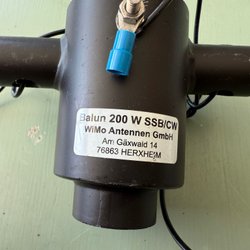 Balun 200 W SSB/CW
WiMo Antennen GmbH
Am Gäxwald 14
76863 HERXHEIM